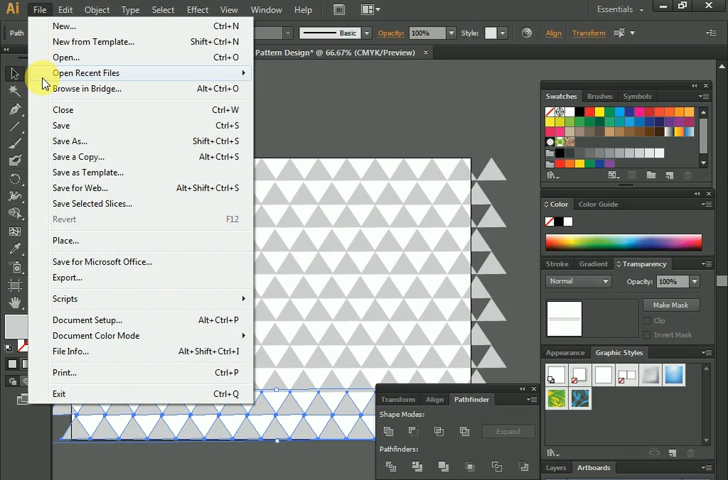 Ai File Edit Object Type Select Effect View Window Help Br Essentials
Path Basic Opacity: 100% Style: Align Transform
Pattern Design* @ 66.67% (CMYK/Preview) ×
New... Ctrl+N
New from Template... Shift+Ctrl+N
Open... Ctrl+O
Open Recent Files
Browse in Bridge... Alt+Ctrl+O
Close Ctrl+W
Save Ctrl+S
Save As... Shift+Ctrl+S
Save a Copy... Alt+Ctrl+S
Save as Template...
Save for Web... Alt+Shift+Ctrl+S
Save Selected Slices...
Revert F12
Place...
Save for Microsoft Office...
Export...
Scripts
Document Setup... Alt+Ctrl+P
Document Color Mode
File Info... Alt+Shift+Ctrl+I
Print... Ctrl+P
Exit Ctrl+Q
Swatches Brushes Symbols
Color Color Guide
Stroke Gradient Transparency
Normal Opacity: 100%
Make Mask
Clip
Invert Mask
Appearance Graphic Styles
Layers Artboards
Transform Align Pathfinder
Shape Modes:
Expand
Pathfinders: